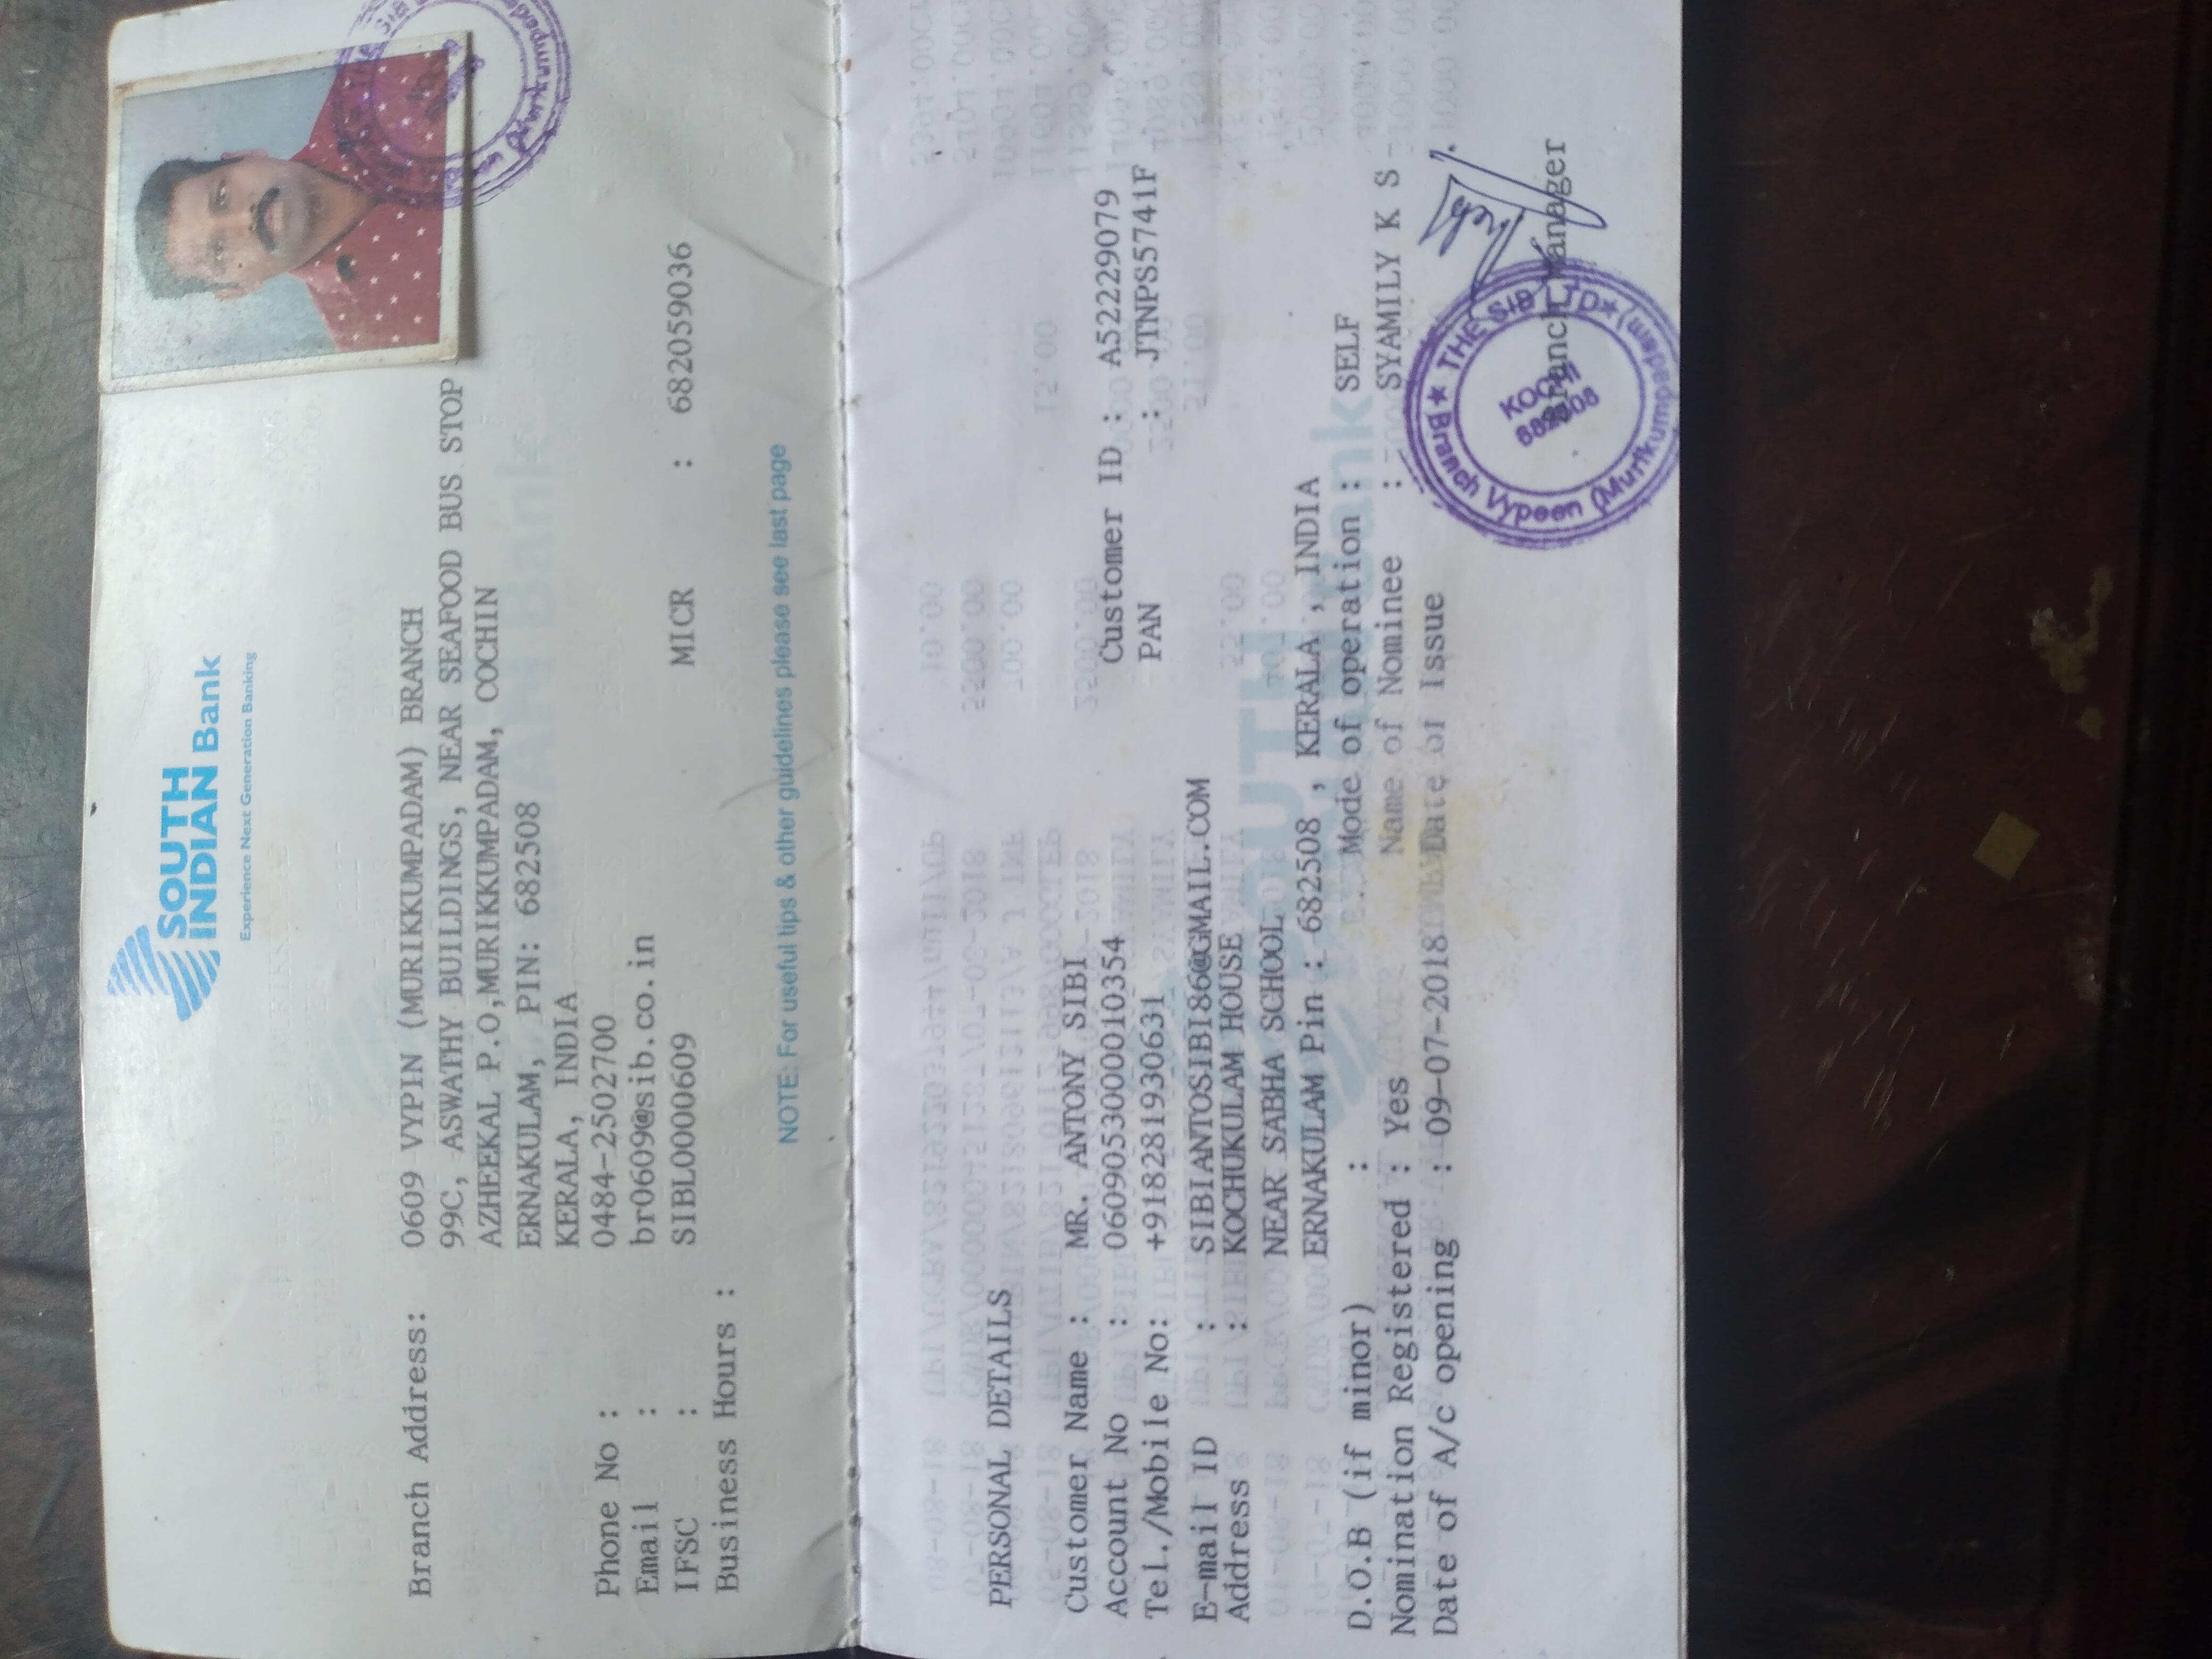 SOUTH
INDIAN Bank
Experience Next Generation Banking
Branch Address: 0609 VYPIN (MURIKKUMPADAM) BRANCH
99C, ASWATHY BUILDINGS, NEAR SEAFOOD BUS STOP
AZHEEKAL P.O,MURIKKUMPADAM, COCHIN
ERNAKULAM, PIN: 682508
KERALA, INDIA
Phone No : 0484-2502700
Email : br0609@sib.co.in
IFSC : SIBL0000609 MICR : 682059036
Business Hours :
NOTE: For useful tips & other guidelines please see last page
PERSONAL DETAILS
Customer Name : MR. ANTONY SIBI
Account No : 0609053000010354 Customer ID : A52229079
Tel./Mobile No: +918281930631 PAN : JTNPS5741F
E-mail ID : SIBIANTOSIBI86@GMAIL.COM
Address : KOCHUKULAM HOUSE
NEAR SABHA SCHOOL
ERNAKULAM Pin : 682508 , KERALA , INDIA
D.O.B (if minor) : Mode of operation : SELF
Nomination Registered : Yes Name of Nominee : SYAMILY K S
Date of A/c opening : 09-07-2018 Date of Issue
Branch Manager
THE SIB LTD
Branch Vypeen (Murikumpadam)
KOCHI
682508